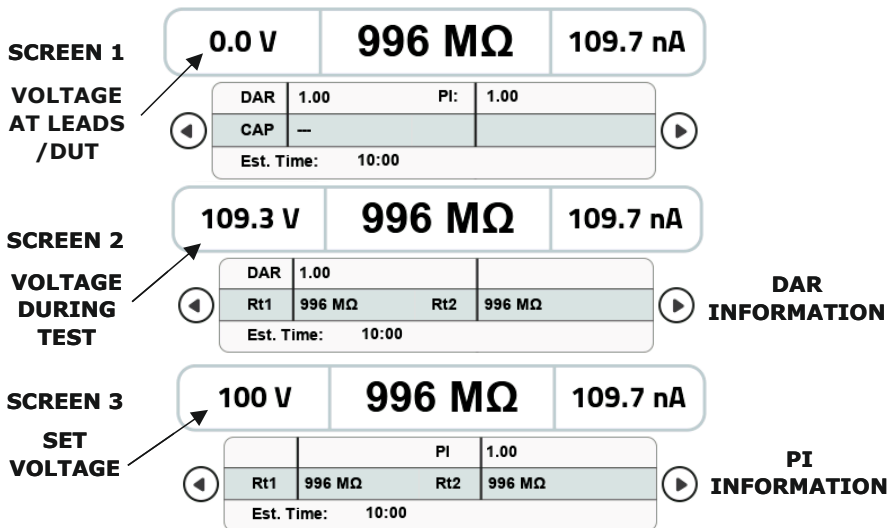 SCREEN 1
VOLTAGE
AT LEADS
/DUT
0.0 V 996 MΩ 109.7 nA
DAR 1.00 PI: 1.00
CAP ---
Est. Time: 10:00
SCREEN 2
VOLTAGE
DURING
TEST
109.3 V 996 MΩ 109.7 nA
DAR 1.00
Rt1 996 MΩ Rt2 996 MΩ
Est. Time: 10:00
DAR
INFORMATION
SCREEN 3
SET
VOLTAGE
100 V 996 MΩ 109.7 nA
PI 1.00
Rt1 996 MΩ Rt2 996 MΩ
Est. Time: 10:00
PI
INFORMATION